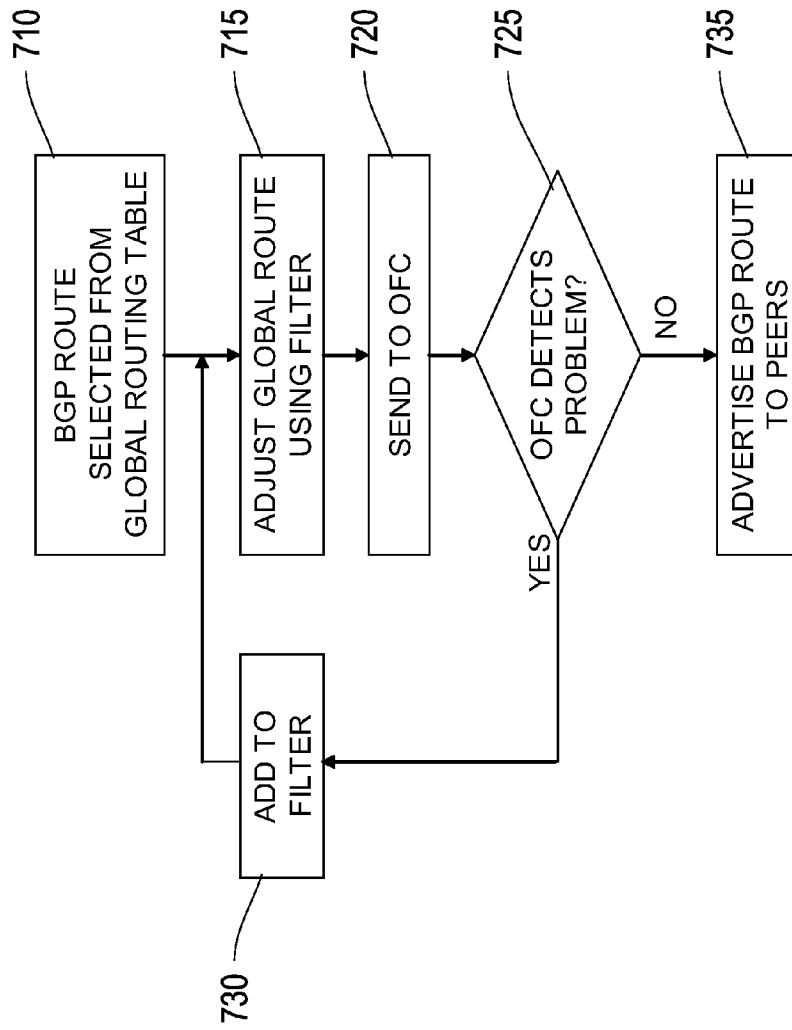 710
BGP ROUTE
SELECTED FROM
GLOBAL ROUTING TABLE
715
ADJUST GLOBAL ROUTE
USING FILTER
720
SEND TO OFC
725
OFC DETECTS
PROBLEM?
YES
NO
730
ADD TO
FILTER
735
ADVERTISE BGP ROUTE
TO PEERS